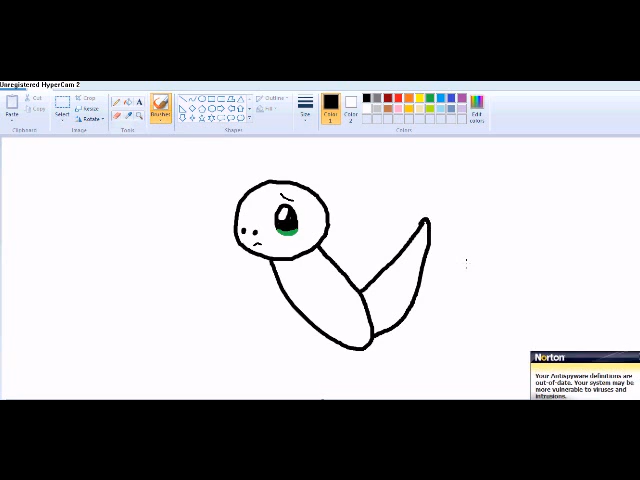 Unregistered HyperCam 2
Paste
Cut
Copy
Clipboard
Select
Crop
Resize
Rotate
Image
A
Tools
Brushes
Outline
Fill
Shapes
Size
Color 1
Color 2
Edit colors
Colors
Norton
Your Antispyware definitions are
out-of-date. Your system may be
more vulnerable to viruses and
intrusions.